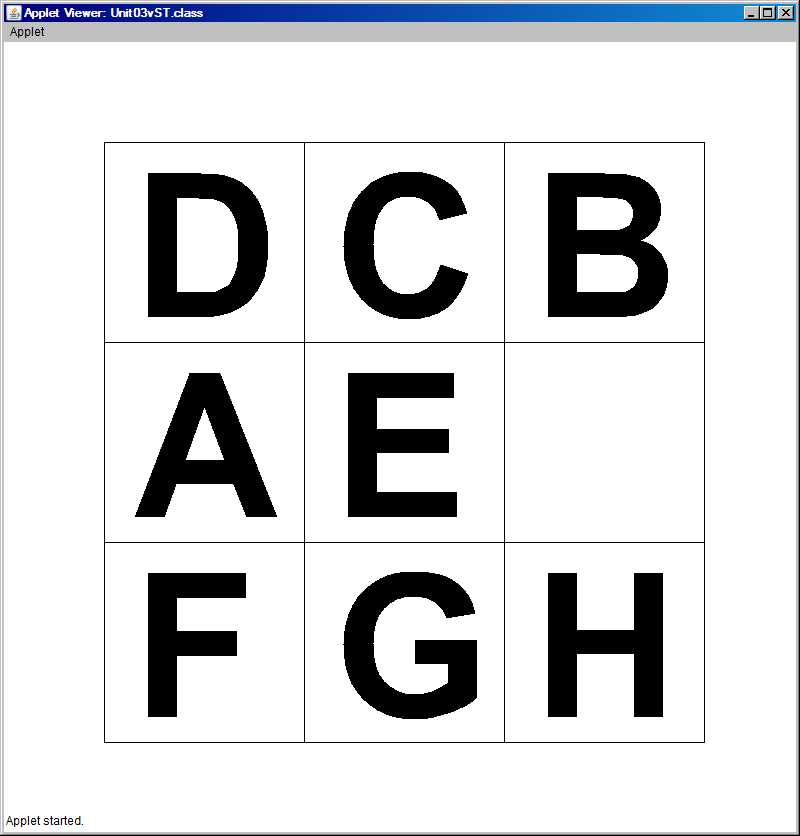 Applet Viewer: Unit03vST.class
Applet
D C B
A E
F G H
Applet started.